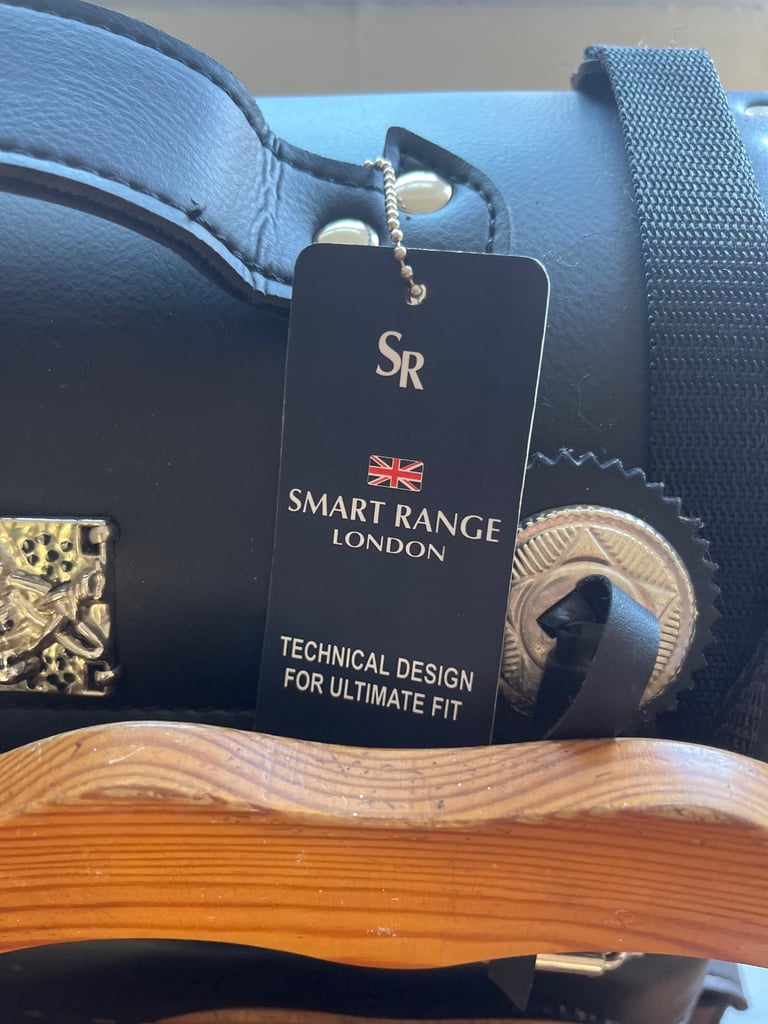 SR
SMART RANGE
LONDON
TECHNICAL DESIGN
FOR ULTIMATE FIT